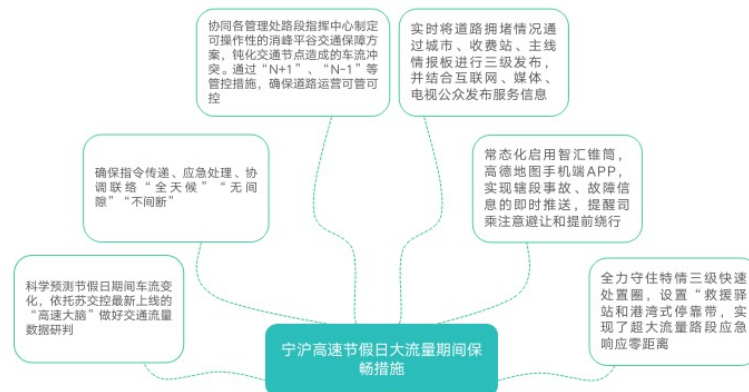 协同各管理处路段指挥中心制定
可操作性的消峰平谷交通保障方
案，钝化交通节点造成的车流冲
突。通过“N+1”、“N-1”等
管控措施，确保道路运营可管可
控
实时将道路拥堵情况通
过城市、收费站、主线
情报板进行三级发布，
并结合互联网、媒体、
电视公众发布服务信息
确保指令传递、应急处理、协
调联络“全天候”“无间
隙”“不间断”
常态化启用智汇锥筒，
高德地图手机端APP，
实现辖段事故、故障信
息的即时推送，提醒司
乘注意避让和提前绕行
科学预测节假日期间车流变
化，依托苏交控最新上线的
“高速大脑”做好交通流量
数据研判
全力守住特情三级快速
处置圈，设置“救援驿
站和港湾式停靠带，实
现了超大流量路段应急
响应零距离
宁沪高速节假日大流量期间保
畅措施